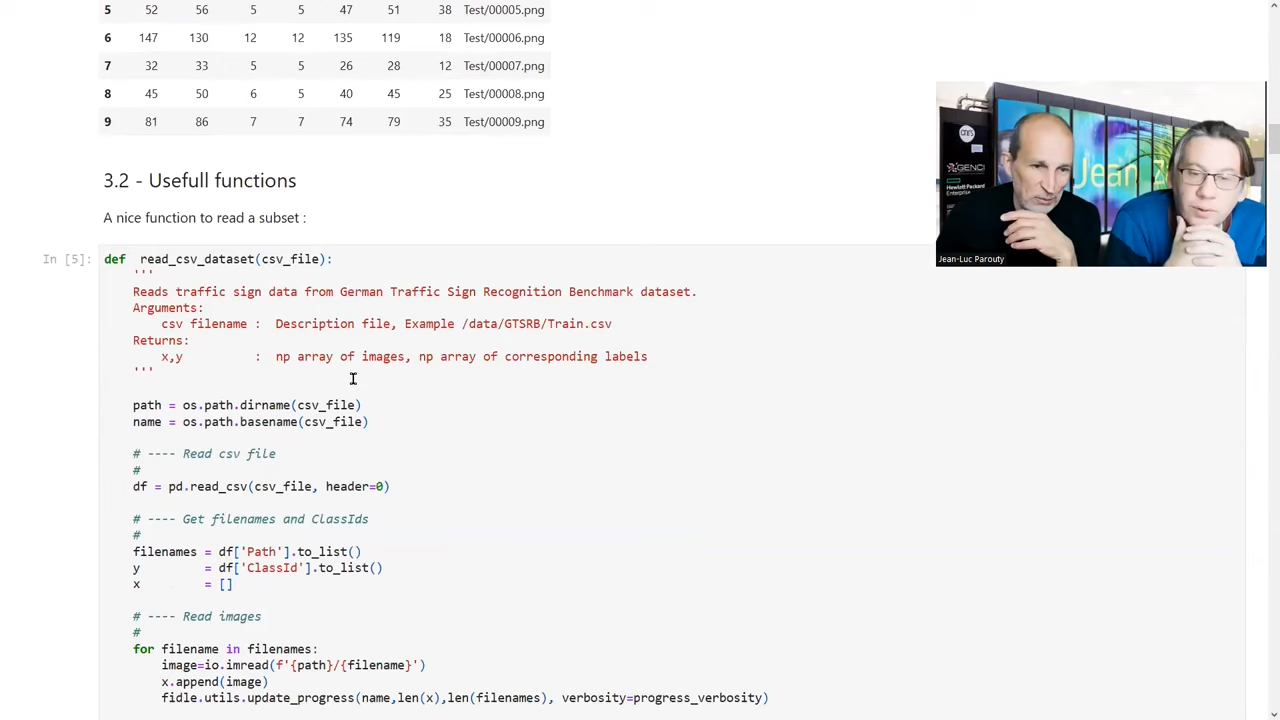 5 52 56 5 5 47 51 38 Test/00005.png
6 147 130 12 12 135 119 18 Test/00006.png
7 32 33 5 5 26 28 12 Test/00007.png
8 45 50 6 5 40 45 25 Test/00008.png
9 81 86 7 7 74 79 35 Test/00009.png
3.2 - Usefull functions
A nice function to read a subset :
In [5]:
def read_csv_dataset(csv_file):
'''
Reads traffic sign data from German Traffic Sign Recognition Benchmark dataset.
Arguments:
csv filename : Description file, Example /data/GTSRB/Train.csv
Returns:
x,y : np array of images, np array of corresponding labels
'''
path = os.path.dirname(csv_file)
name = os.path.basename(csv_file)
# ---- Read csv file
#
df = pd.read_csv(csv_file, header=0)
# ---- Get filenames and ClassIds
#
filenames = df['Path'].to_list()
y = df['ClassId'].to_list()
x = []
# ---- Read images
#
for filename in filenames:
image=io.imread(f'{path}/{filename}')
x.append(image)
fidle.utils.update_progress(name,len(x),len(filenames), verbosity=progress_verbosity)
cnrs
GENCI
Hewlett Packard
Enterprise
Jean Z
Jean-Luc Parouty